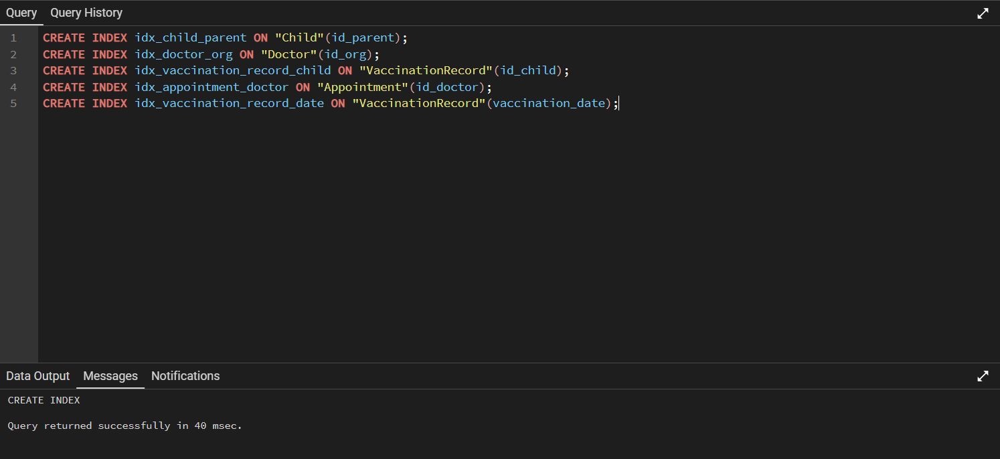 Query Query History
1 CREATE INDEX idx_child_parent ON "Child"(id_parent);
2 CREATE INDEX idx_doctor_org ON "Doctor"(id_org);
3 CREATE INDEX idx_vaccination_record_child ON "VaccinationRecord"(id_child);
4 CREATE INDEX idx_appointment_doctor ON "Appointment"(id_doctor);
5 CREATE INDEX idx_vaccination_record_date ON "VaccinationRecord"(vaccination_date);
Data Output Messages Notifications
CREATE INDEX
Query returned successfully in 40 msec.